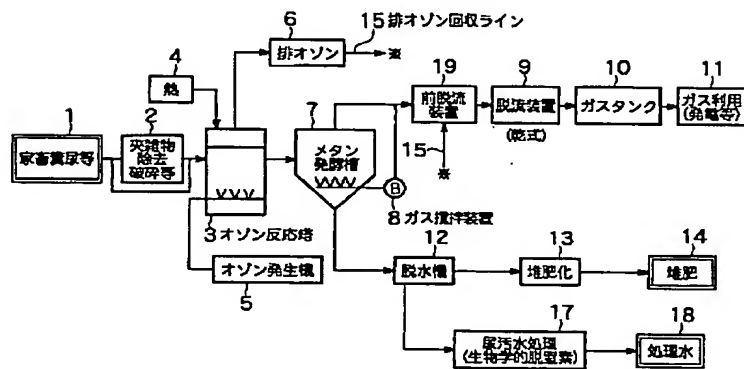 6
排オゾン
15 排オゾン回収ライン
※
4
熱
1
家畜糞尿等
2
夾雑物
除去
破砕等
3 オゾン反応塔
オゾン発生機
5
7
メタン
発酵槽
B
8 ガス撹拌装置
19
前脱硫
装置
15
※
9
脱硫装置
(乾式)
10
ガスタンク
11
ガス利用
(発電等)
12
脱水機
13
堆肥化
14
堆肥
17
尿汚水処理
(生物学的脱窒素)
18
処理水